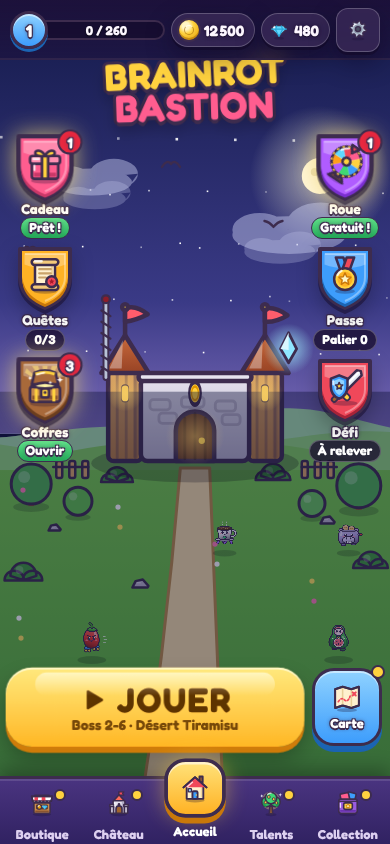 1
0 / 260
12 500
480
BRAINROT
BASTION
1
Cadeau
Prêt !
1
Roue
Gratuit !
Quêtes
0/3
Passe
Palier 0
3
Coffres
Ouvrir
Défi
À relever
JOUER
Boss 2-6 · Désert Tiramisu
Carte
Boutique
Château
Accueil
Talents
Collection